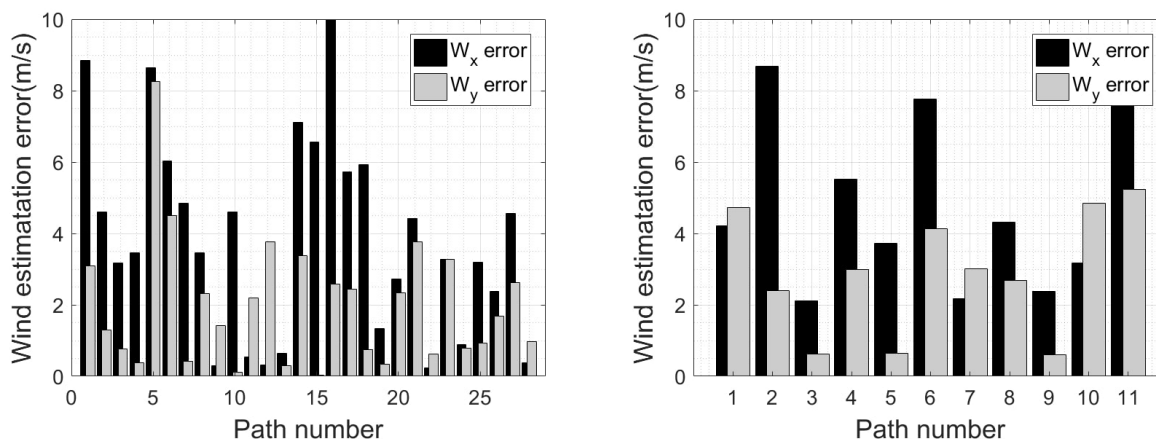 Wind estimatation error(m/s)
10
8
6
4
2
0
0 5 10 15 20 25
Path number
W_x error
W_y error
Wind estimatation error(m/s)
10
8
6
4
2
0
1 2 3 4 5 6 7 8 9 10 11
Path number
W_x error
W_y error